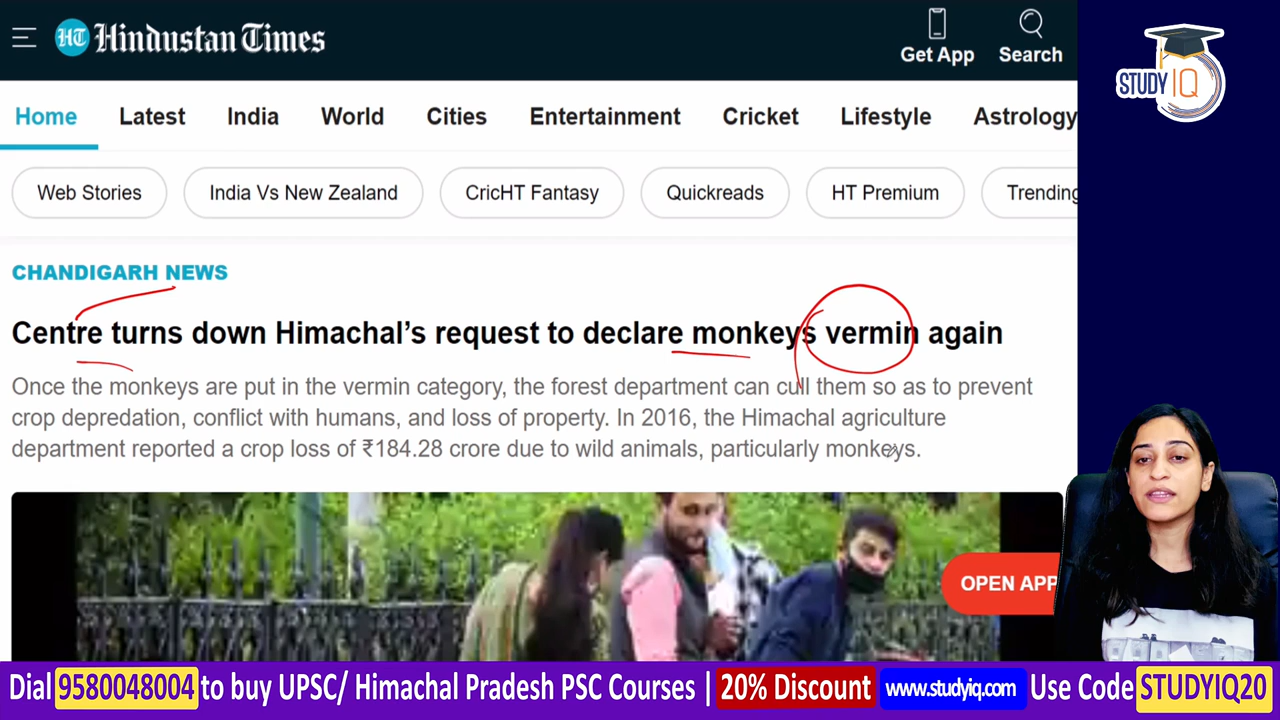 HT Hindustan Times
Get App
Search
Home Latest India World Cities Entertainment Cricket Lifestyle Astrology
Web Stories India Vs New Zealand CricHT Fantasy Quickreads HT Premium Trending
CHANDIGARH NEWS
Centre turns down Himachal's request to declare monkeys vermin again
Once the monkeys are put in the vermin category, the forest department can cull them so as to prevent
crop depredation, conflict with humans, and loss of property. In 2016, the Himachal agriculture
department reported a crop loss of ₹184.28 crore due to wild animals, particularly monkeys.
OPEN APP
STUDY IQ
Dial 9580048004 to buy UPSC/ Himachal Pradesh PSC Courses | 20% Discount www.studyiq.com Use Code STUDYIQ20